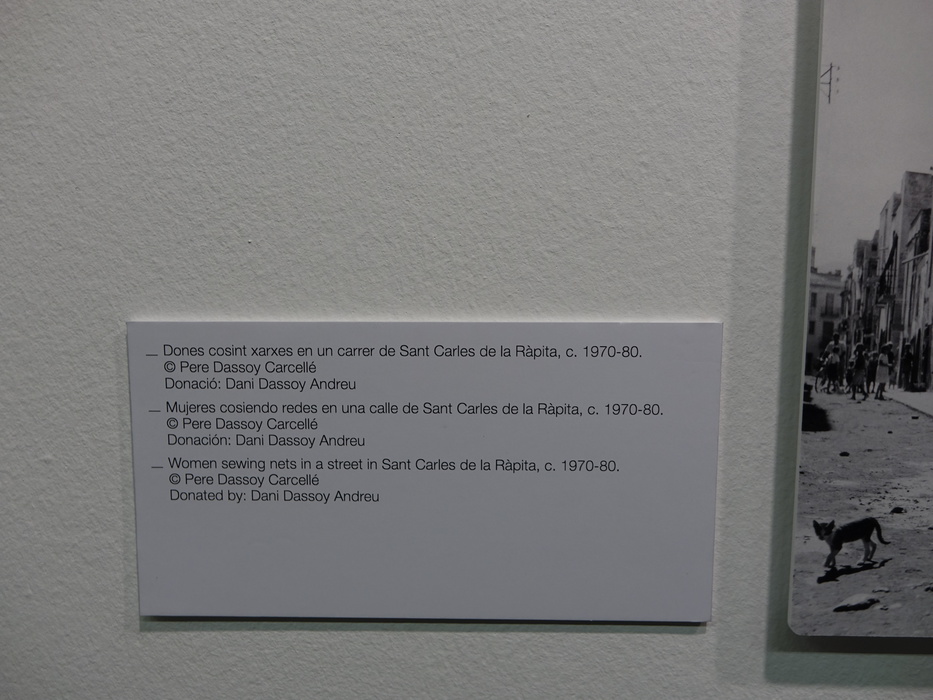 — Dones cosint xarxes en un carrer de Sant Carles de la Ràpita, c. 1970-80.
© Pere Dassoy Carcellé
Donació: Dani Dassoy Andreu
— Mujeres cosiendo redes en una calle de Sant Carles de la Ràpita, c. 1970-80.
© Pere Dassoy Carcellé
Donación: Dani Dassoy Andreu
— Women sewing nets in a street in Sant Carles de la Ràpita, c. 1970-80.
© Pere Dassoy Carcellé
Donated by: Dani Dassoy Andreu